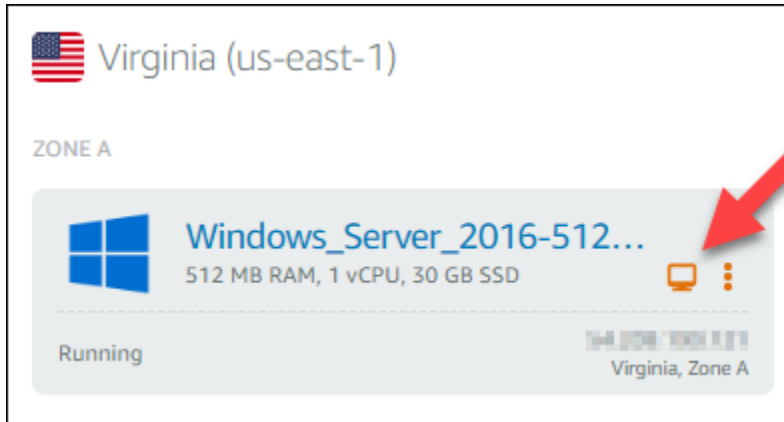 Virginia (us-east-1)
ZONE A
Windows_Server_2016-512...
512 MB RAM, 1 vCPU, 30 GB SSD
Running
Virginia, Zone A